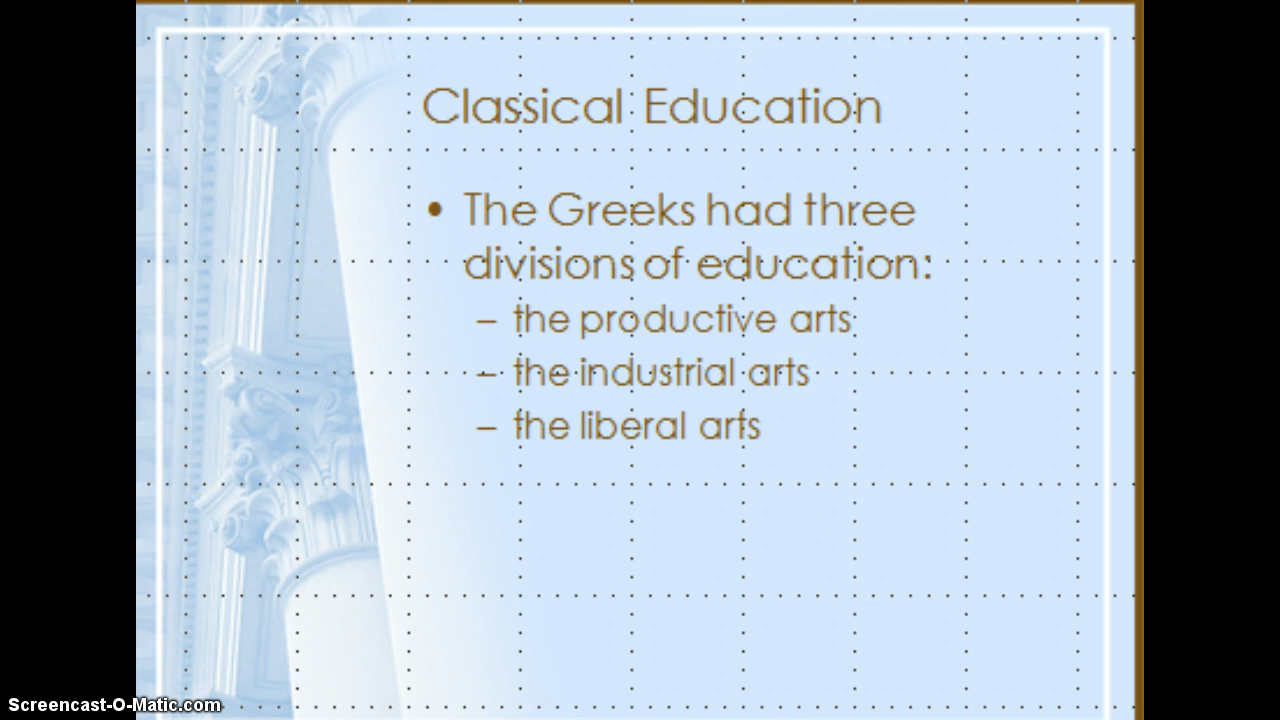 Classical Education
• The Greeks had three
divisions of education:
– the productive arts
– the industrial arts
– the liberal arts
Screencast-O-Matic.com